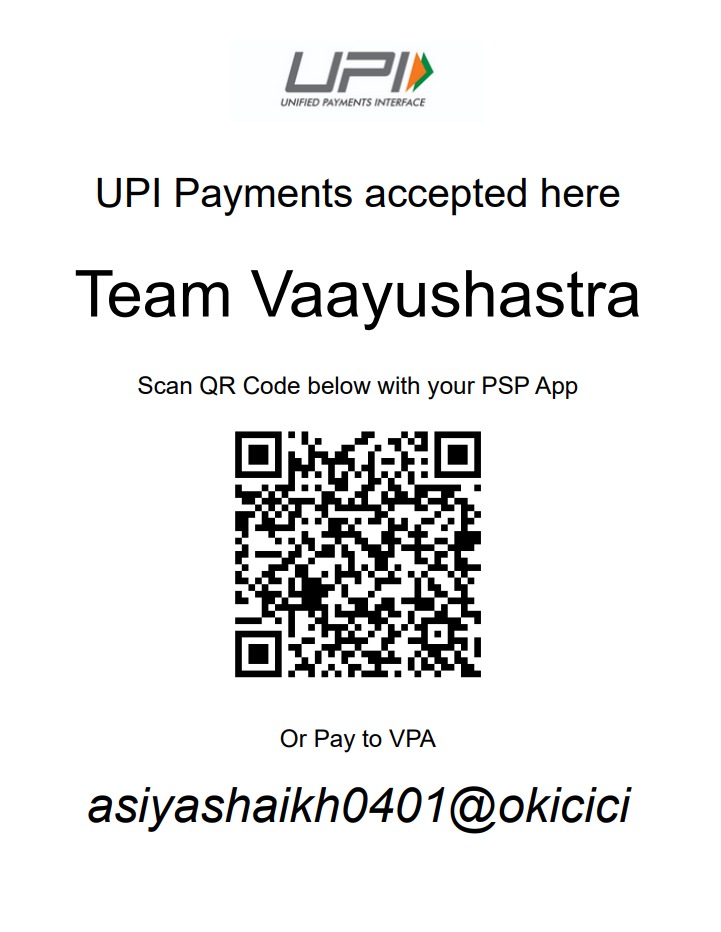 UPI
UNIFIED PAYMENTS INTERFACE
UPI Payments accepted here
Team Vaayushastra
Scan QR Code below with your PSP App
Or Pay to VPA
asiyashaikh0401@okicici